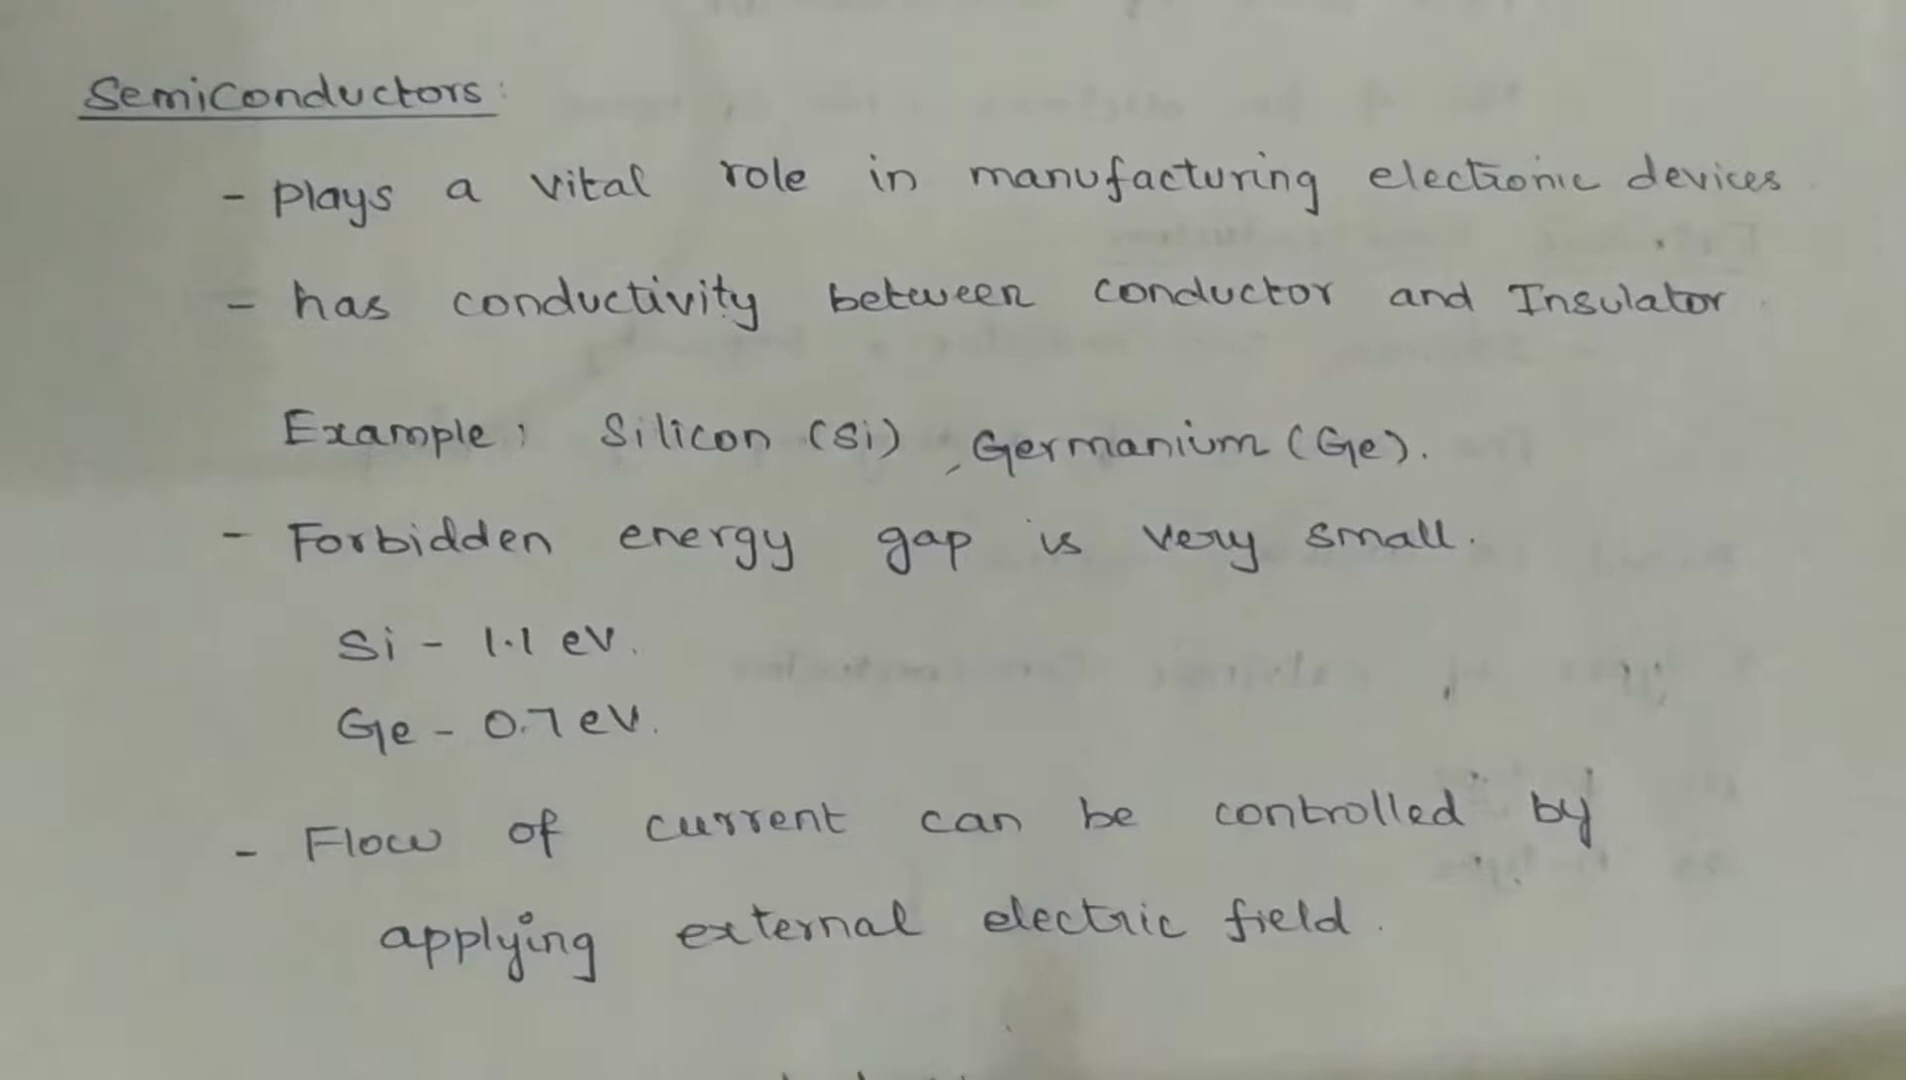 Semiconductors:
- plays a vital role in manufacturing electronic devices
- has conductivity between conductor and Insulator.
Example: Silicon (Si), Germanium (Ge).
- Forbidden energy gap is very small.
Si - 1.1 eV.
Ge - 0.7 eV.
- Flow of current can be controlled by
applying external electric field.